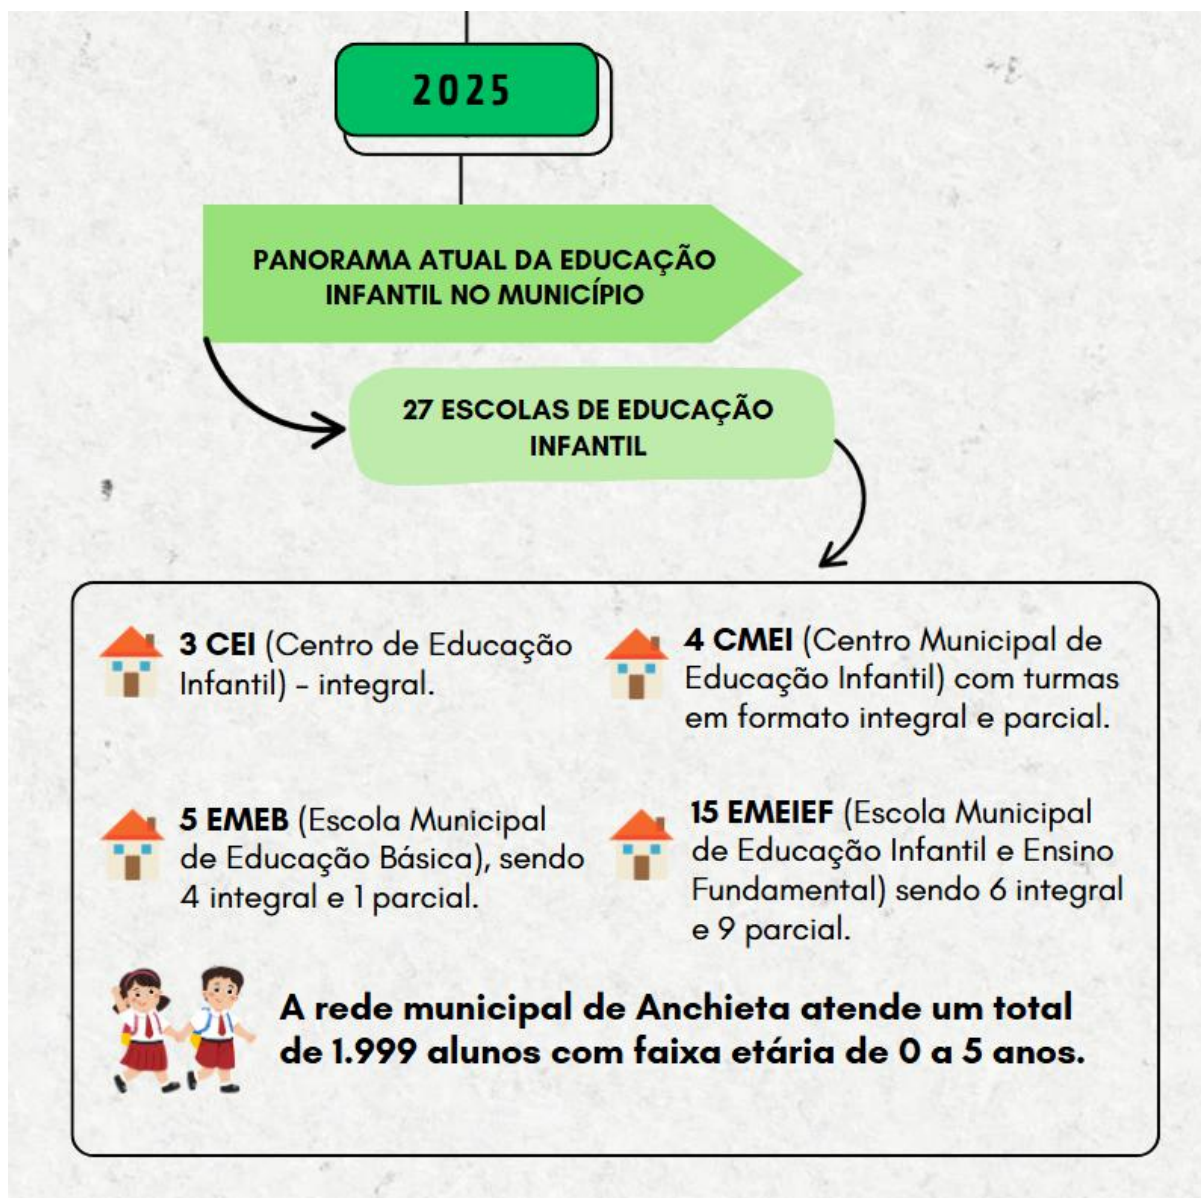 2025
PANORAMA ATUAL DA EDUCAÇÃO
INFANTIL NO MUNICÍPIO
27 ESCOLAS DE EDUCAÇÃO
INFANTIL
3 CEI (Centro de Educação
Infantil) - integral.
4 CMEI (Centro Municipal de
Educação Infantil) com turmas
em formato integral e parcial.
5 EMEB (Escola Municipal
de Educação Básica), sendo
4 integral e 1 parcial.
15 EMEIEF (Escola Municipal
de Educação Infantil e Ensino
Fundamental) sendo 6 integral
e 9 parcial.
A rede municipal de Anchieta atende um total
de 1.999 alunos com faixa etária de 0 a 5 anos.